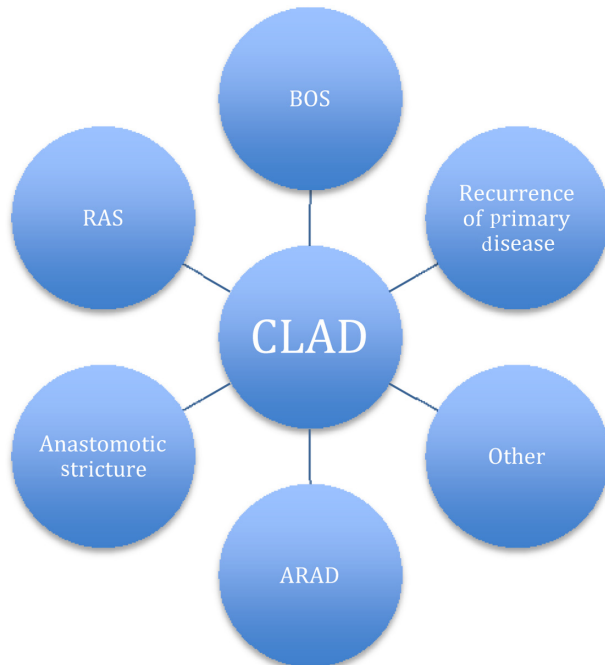 BOS
RAS
Recurrence
of primary
disease
CLAD
Anastomotic
stricture
Other
ARAD